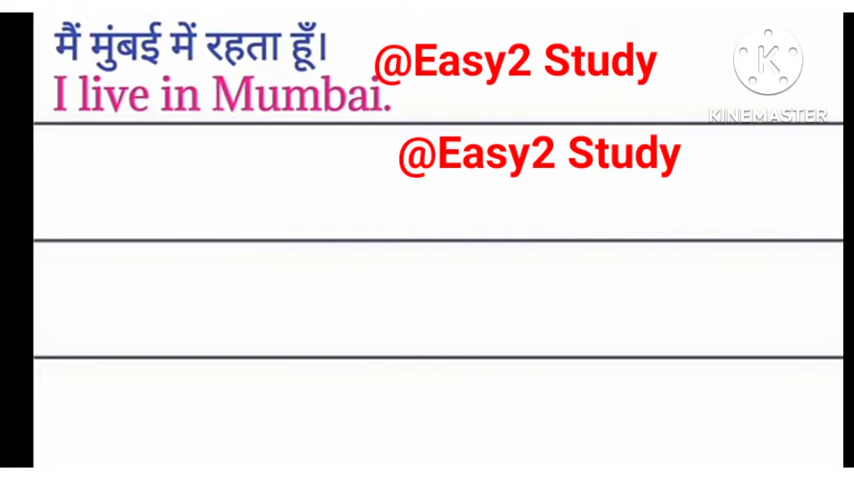 मैं मुंबई में रहता हूँ।
I live in Mumbai.
@Easy2 Study
K
KINEMASTER
@Easy2 Study